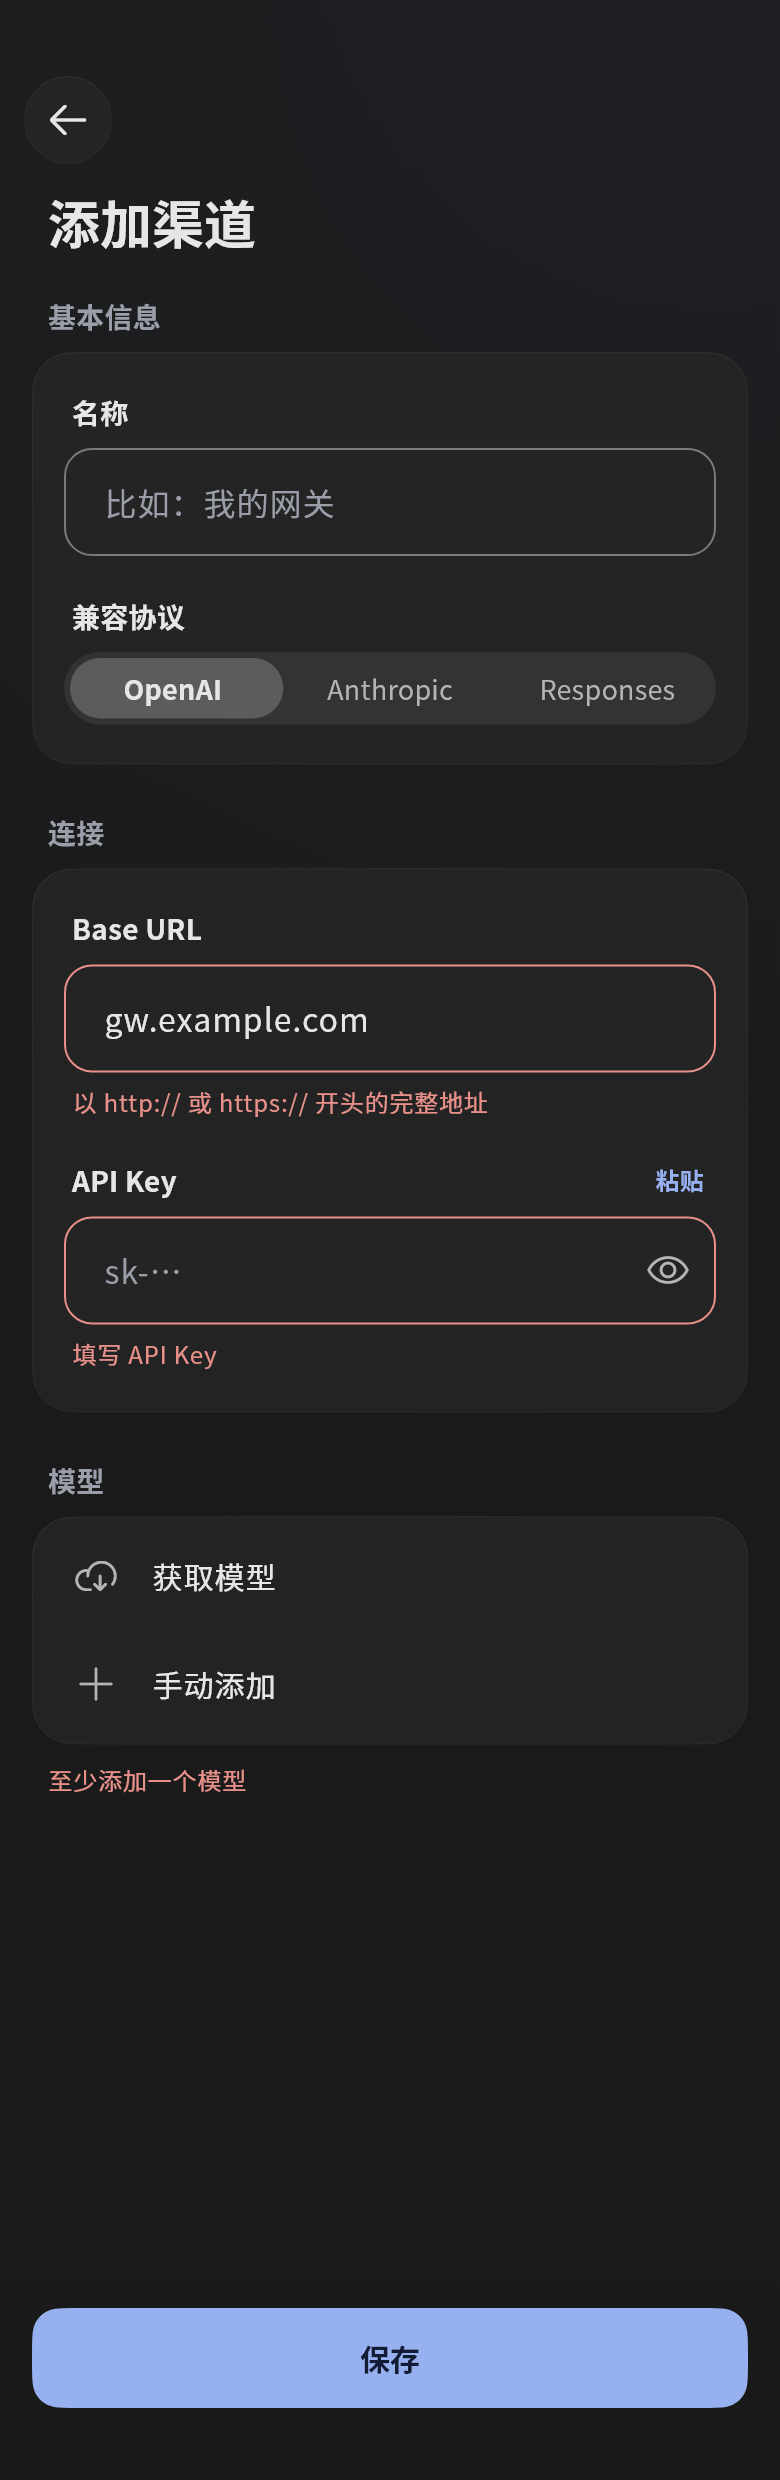 添加渠道
基本信息
名称
比如：我的网关
兼容协议
OpenAI Anthropic Responses
连接
Base URL
gw.example.com
以 http:// 或 https:// 开头的完整地址
API Key 粘贴
sk-…
填写 API Key
模型
获取模型
手动添加
至少添加一个模型
保存